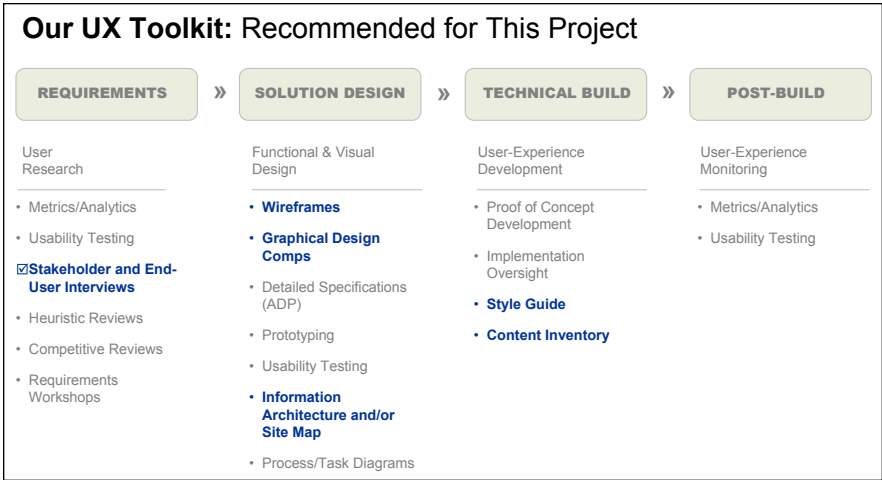 Our UX Toolkit: Recommended for This Project
REQUIREMENTS » SOLUTION DESIGN » TECHNICAL BUILD » POST-BUILD
User
Research
• Metrics/Analytics
• Usability Testing
☑Stakeholder and End-
User Interviews
• Heuristic Reviews
• Competitive Reviews
• Requirements
Workshops
Functional & Visual
Design
• Wireframes
• Graphical Design
Comps
• Detailed Specifications
(ADP)
• Prototyping
• Usability Testing
• Information
Architecture and/or
Site Map
• Process/Task Diagrams
User-Experience
Development
• Proof of Concept
Development
• Implementation
Oversight
• Style Guide
• Content Inventory
User-Experience
Monitoring
• Metrics/Analytics
• Usability Testing